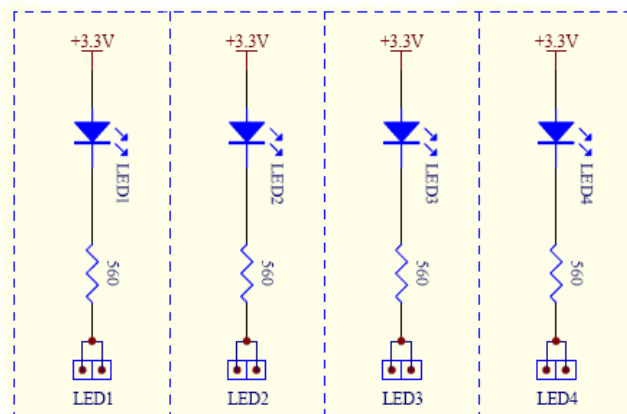 +3.3V +3.3V +3.3V +3.3V
LED1 LED2 LED3 LED4
560 560 560 560
LED1 LED2 LED3 LED4